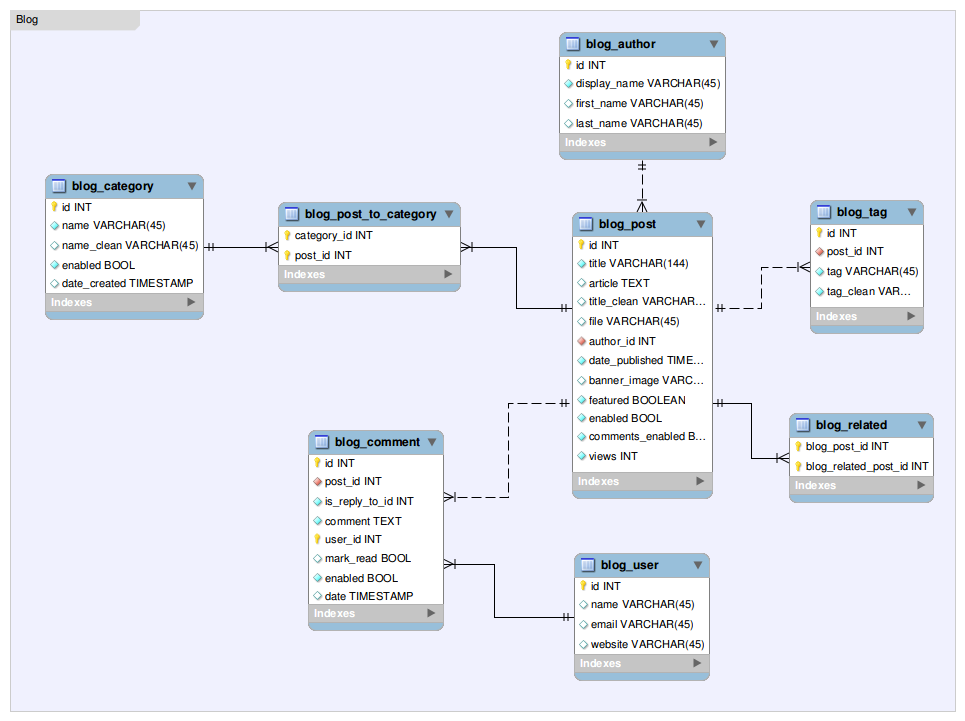 Blog
blog_author
id INT
display_name VARCHAR(45)
first_name VARCHAR(45)
last_name VARCHAR(45)
Indexes
blog_category
id INT
name VARCHAR(45)
name_clean VARCHAR(45)
enabled BOOL
date_created TIMESTAMP
Indexes
blog_post_to_category
category_id INT
post_id INT
Indexes
blog_post
id INT
title VARCHAR(144)
article TEXT
title_clean VARCHAR...
file VARCHAR(45)
author_id INT
date_published TIME...
banner_image VARC...
featured BOOLEAN
enabled BOOL
comments_enabled B...
views INT
Indexes
blog_tag
id INT
post_id INT
tag VARCHAR(45)
tag_clean VAR...
Indexes
blog_related
blog_post_id INT
blog_related_post_id INT
Indexes
blog_comment
id INT
post_id INT
is_reply_to_id INT
comment TEXT
user_id INT
mark_read BOOL
enabled BOOL
date TIMESTAMP
Indexes
blog_user
id INT
name VARCHAR(45)
email VARCHAR(45)
website VARCHAR(45)
Indexes